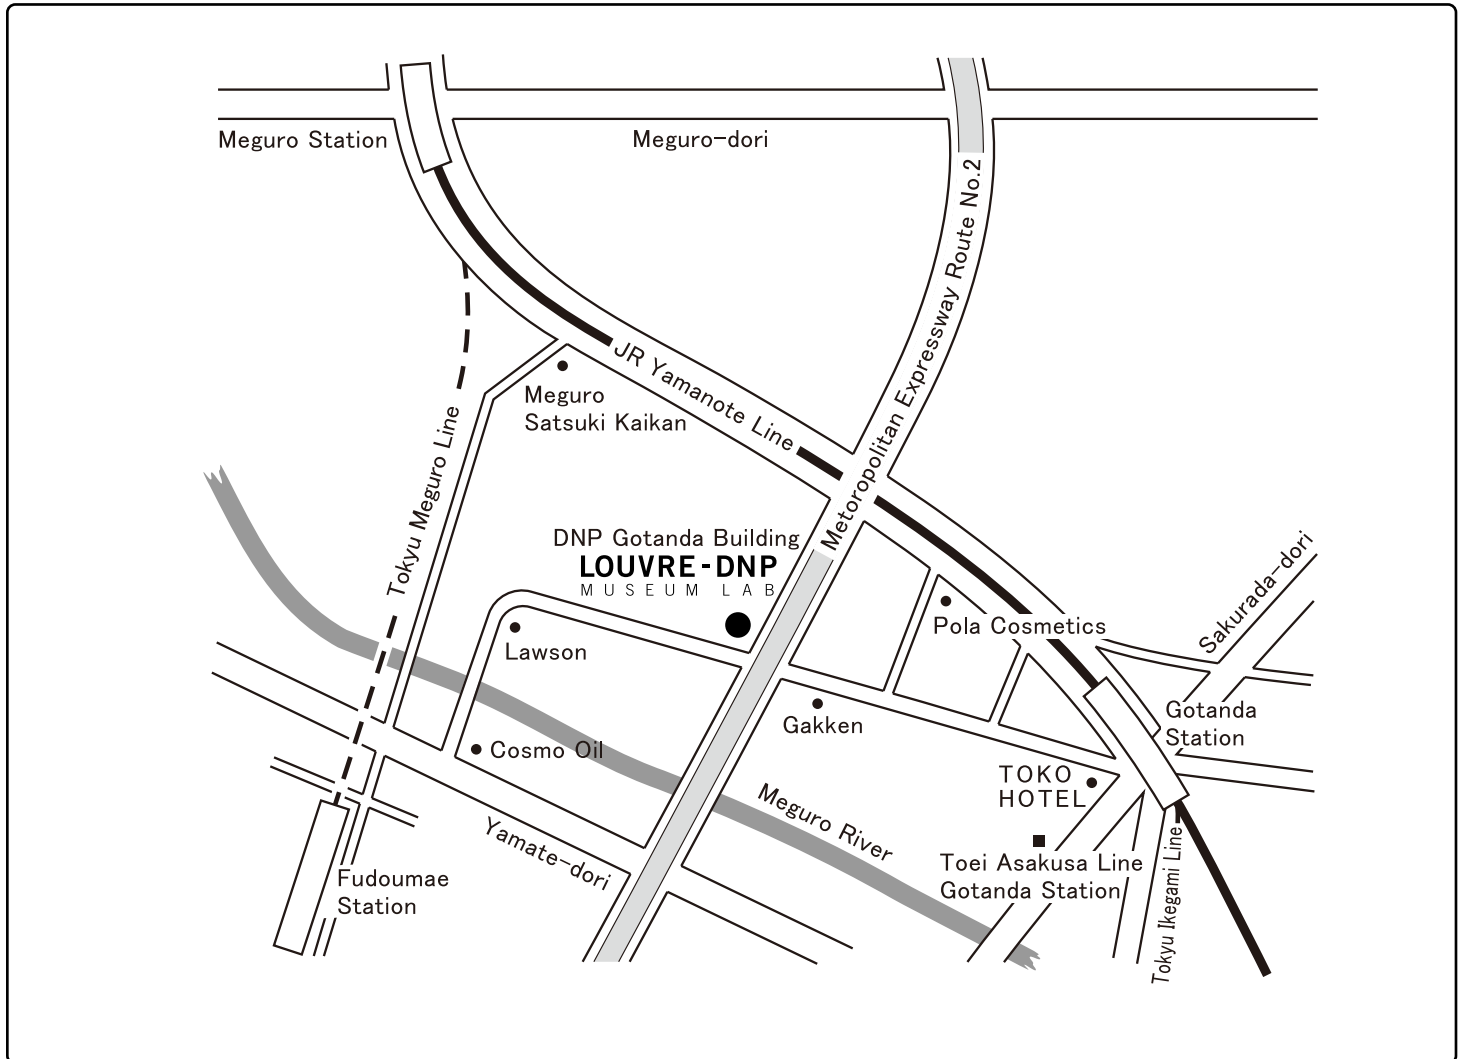 Meguro Station
Meguro-dori
Metoropolitan Expressway Route No.2
JR Yamanote Line
Meguro
Satsuki Kaikan
Tokyu Meguro Line
DNP Gotanda Building
LOUVRE-DNP
MUSEUM LAB
Sakurada-dori
Pola Cosmetics
Lawson
Gakken
Gotanda
Station
Cosmo Oil
TOKO
HOTEL
Meguro River
Yamate-dori
Toei Asakusa Line
Gotanda Station
Fudoumae
Station
Tokyu Ikegami Line